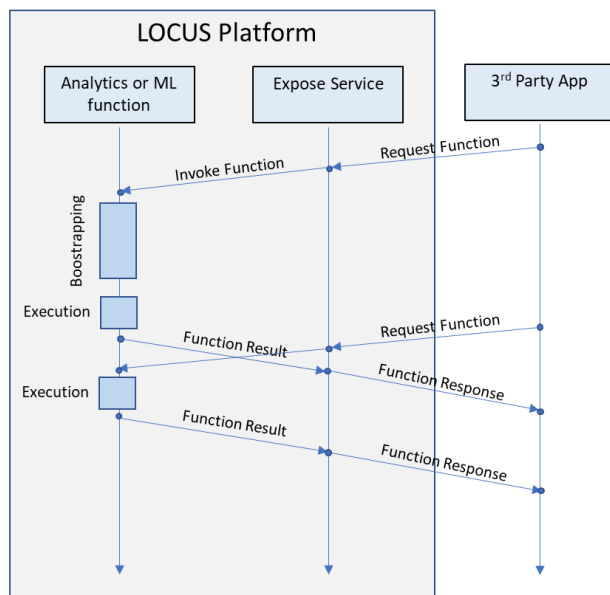 LOCUS Platform
Analytics or ML
function
Expose Service
3rd Party App
Request Function
Invoke Function
Boostrapping
Execution
Request Function
Function Result
Function Response
Execution
Function Result
Function Response